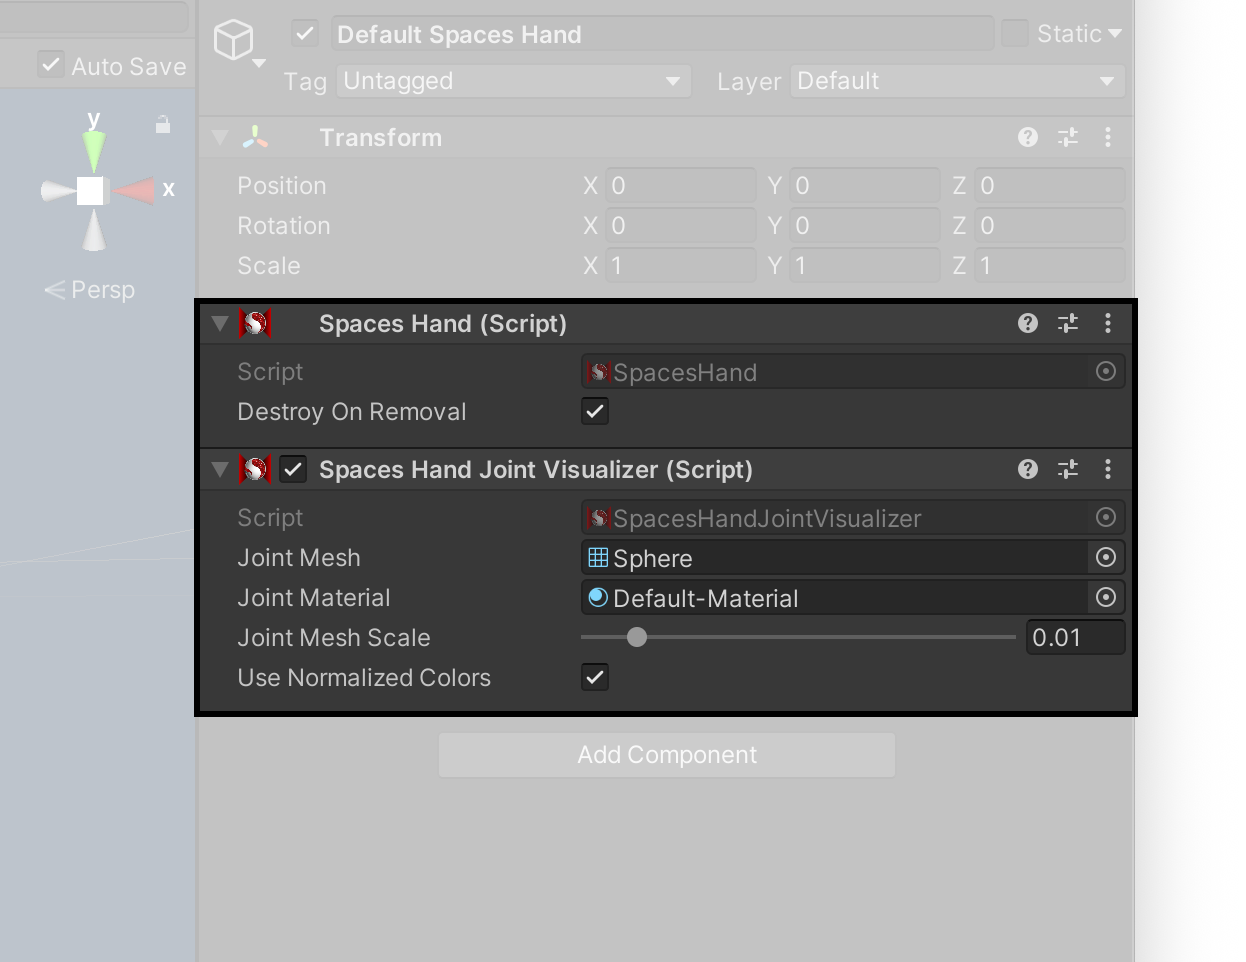 Default Spaces Hand
Static
Auto Save
Tag Untagged Layer Default
y
Transform
x
Position X 0 Y 0 Z 0
Rotation X 0 Y 0 Z 0
Scale X 1 Y 1 Z 1
Persp
Spaces Hand (Script)
Script SpacesHand
Destroy On Removal
Spaces Hand Joint Visualizer (Script)
Script SpacesHandJointVisualizer
Joint Mesh Sphere
Joint Material Default-Material
Joint Mesh Scale 0.01
Use Normalized Colors
Add Component